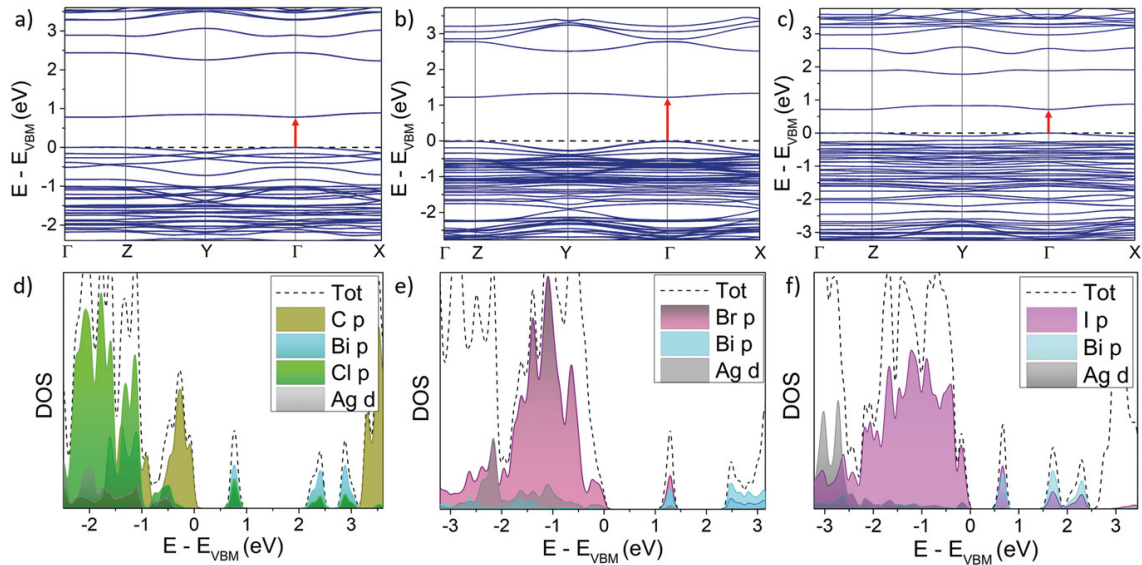 a)
b)
c)
E - E_VBM (eV)
3
2
1
0
-1
-2
Γ Z Y Γ X
E - E_VBM (eV)
3
2
1
0
-1
-2
Γ Z Y Γ X
E - E_VBM (eV)
3
2
1
0
-1
-2
-3
Γ Z Y Γ X
d)
e)
f)
DOS
Tot
C p
Bi p
Cl p
Ag d
-2 -1 0 1 2 3
E - E_VBM (eV)
DOS
Tot
Br p
Bi p
Ag d
-3 -2 -1 0 1 2 3
E - E_VBM (eV)
DOS
Tot
I p
Bi p
Ag d
-3 -2 -1 0 1 2 3
E - E_VBM (eV)